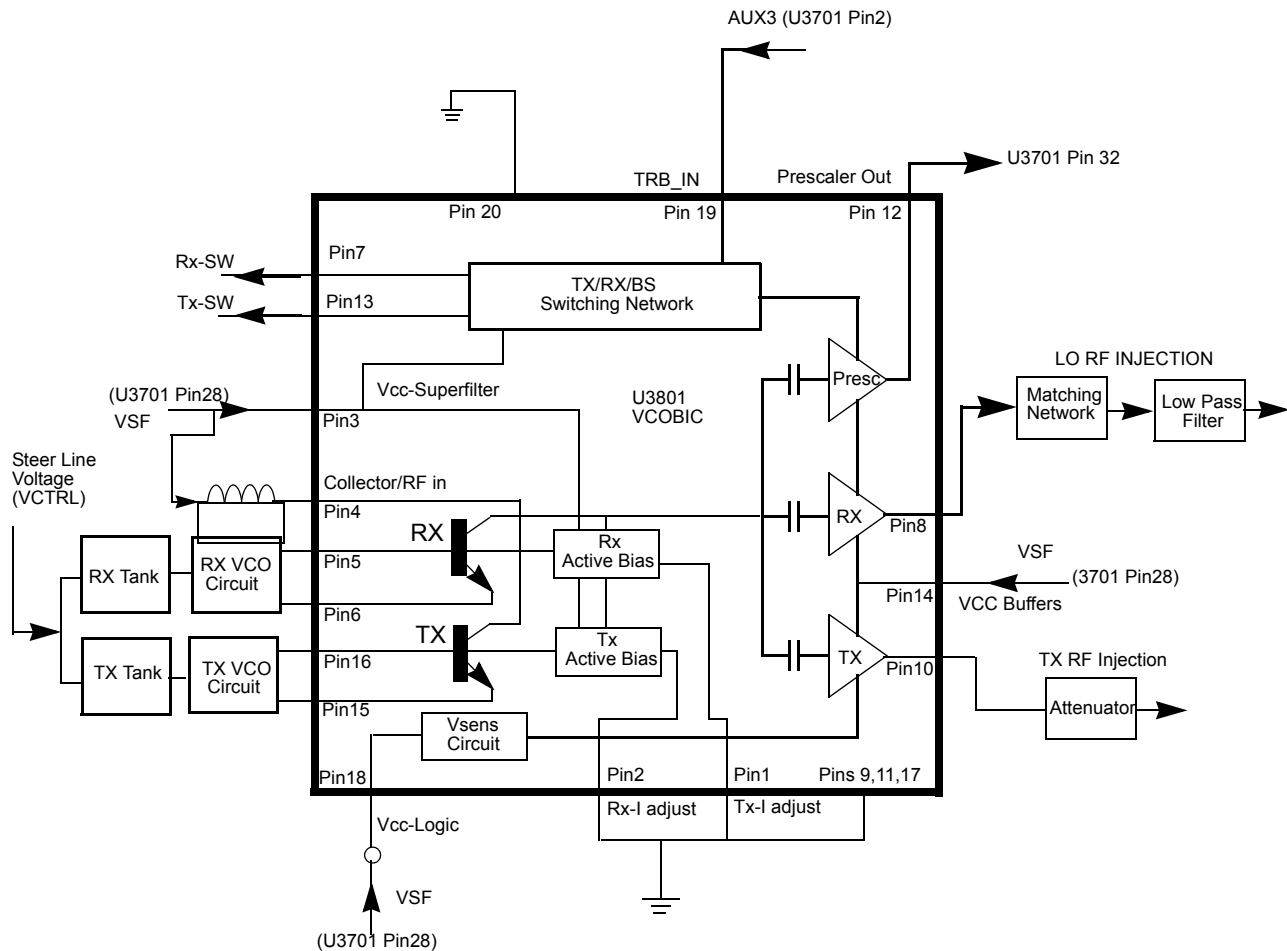 AUX3 (U3701 Pin2)
U3701 Pin 32
TRB_IN
Prescaler Out
Pin 20
Pin 19
Pin 12
Rx-SW
Pin7
Tx-SW
Pin13
TX/RX/BS
Switching Network
Presc
LO RF INJECTION
Matching
Network
Low Pass
Filter
(U3701 Pin28)
VSF
Vcc-Superfilter
Pin3
U3801
VCOBIC
Steer Line
Voltage
(VCTRL)
Collector/RF in
Pin4
RX
Rx
Active Bias
RX
Pin8
RX Tank
RX VCO
Circuit
Pin5
Pin6
VSF
(3701 Pin28)
Pin14
VCC Buffers
TX
Tx
Active Bias
TX
Pin10
TX Tank
TX VCO
Circuit
Pin16
Pin15
TX RF Injection
Attenuator
Vsens
Circuit
Pin18
Pin2
Pin1
Pins 9,11,17
Rx-I adjust
Tx-I adjust
Vcc-Logic
VSF
(U3701 Pin28)